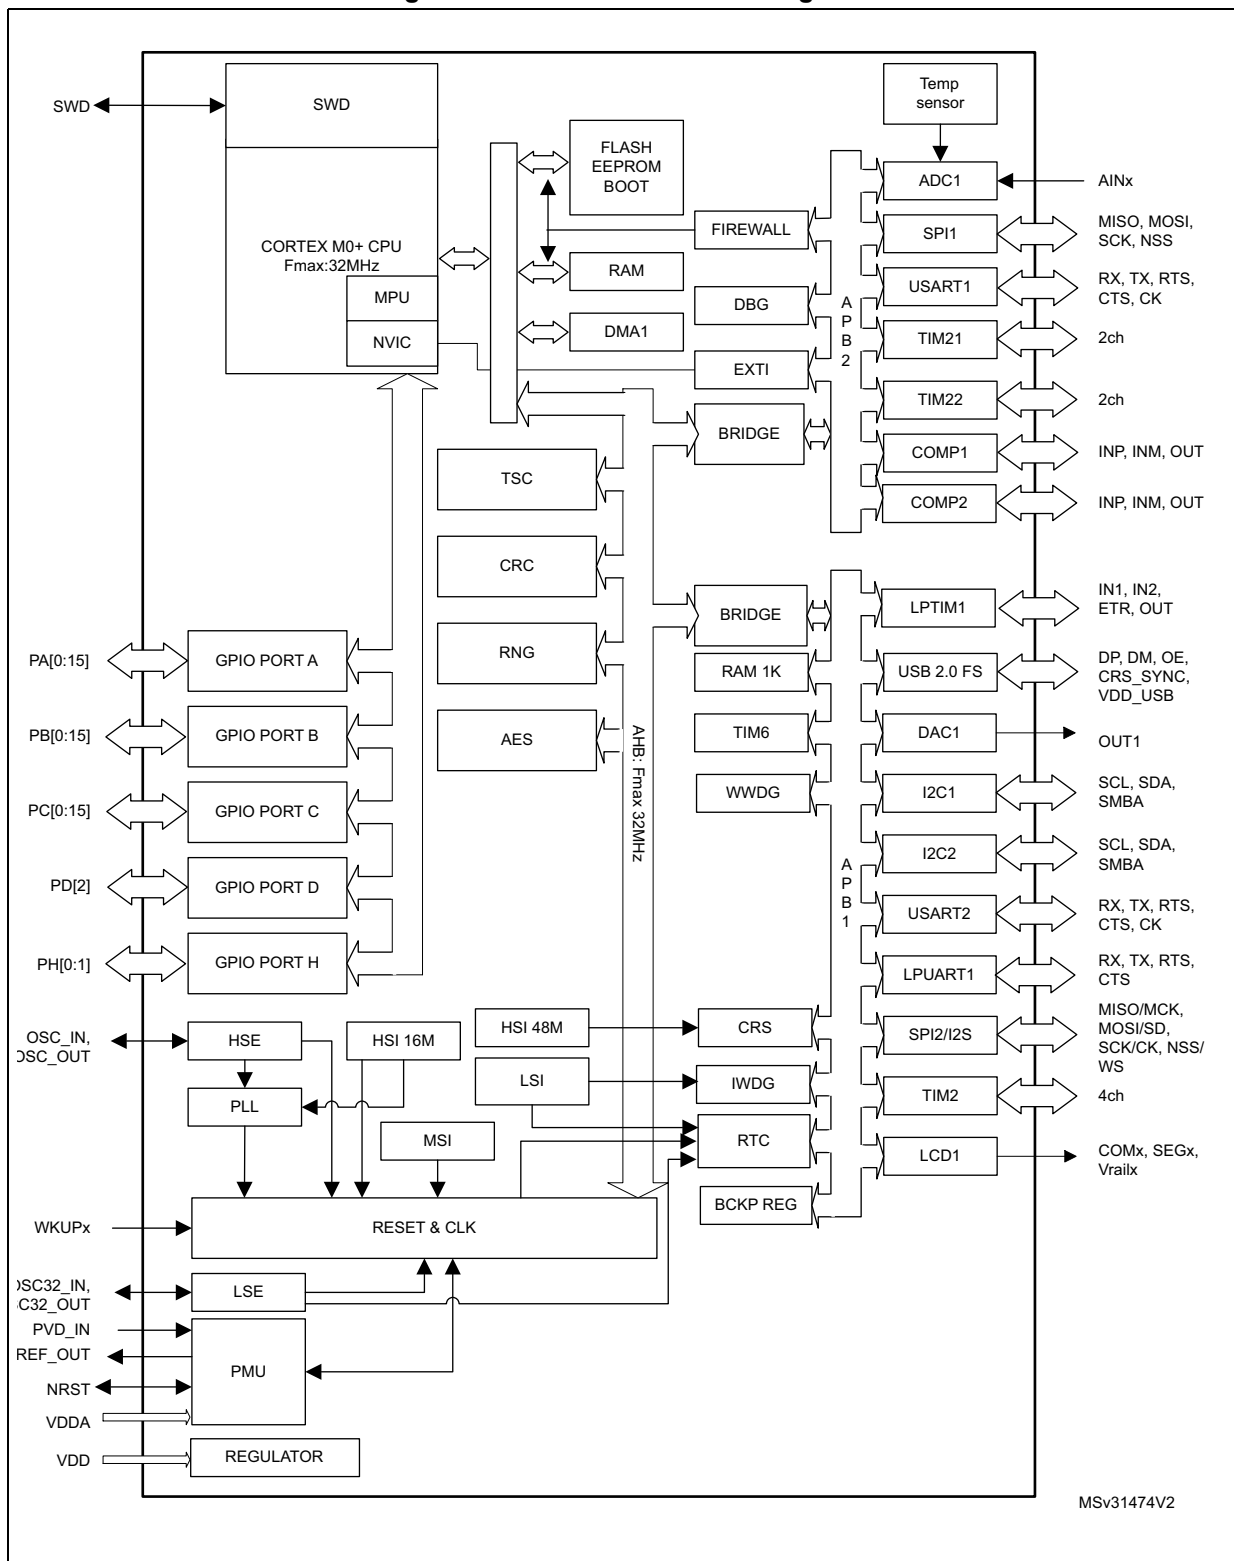 SWD
SWD
CORTEX M0+ CPU
Fmax:32MHz
MPU
NVIC
FLASH
EEPROM
BOOT
RAM
DMA1
FIREWALL
DBG
EXTI
BRIDGE
A
P
B
2
Temp
sensor
ADC1
AINx
SPI1
MISO, MOSI,
SCK, NSS
USART1
RX, TX, RTS,
CTS, CK
TIM21
2ch
TIM22
2ch
COMP1
INP, INM, OUT
COMP2
INP, INM, OUT
TSC
CRC
RNG
AES
AHB: Fmax 32MHz
PA[0:15]
GPIO PORT A
PB[0:15]
GPIO PORT B
PC[0:15]
GPIO PORT C
PD[2]
GPIO PORT D
PH[0:1]
GPIO PORT H
BRIDGE
RAM 1K
TIM6
WWDG
A
P
B
1
LPTIM1
IN1, IN2,
ETR, OUT
USB 2.0 FS
DP, DM, OE,
CRS_SYNC,
VDD_USB
DAC1
OUT1
I2C1
SCL, SDA,
SMBA
I2C2
SCL, SDA,
SMBA
USART2
RX, TX, RTS,
CTS, CK
LPUART1
RX, TX, RTS,
CTS
SPI2/I2S
MISO/MCK,
MOSI/SD,
SCK/CK, NSS/
WS
TIM2
4ch
LCD1
COMx, SEGx,
Vrailx
OSC_IN,
OSC_OUT
HSE
HSI 16M
HSI 48M
CRS
LSI
IWDG
PLL
MSI
RTC
BCKP REG
WKUPx
RESET & CLK
OSC32_IN,
SC32_OUT
LSE
PVD_IN
REF_OUT
NRST
VDDA
PMU
VDD
REGULATOR
MSv31474V2